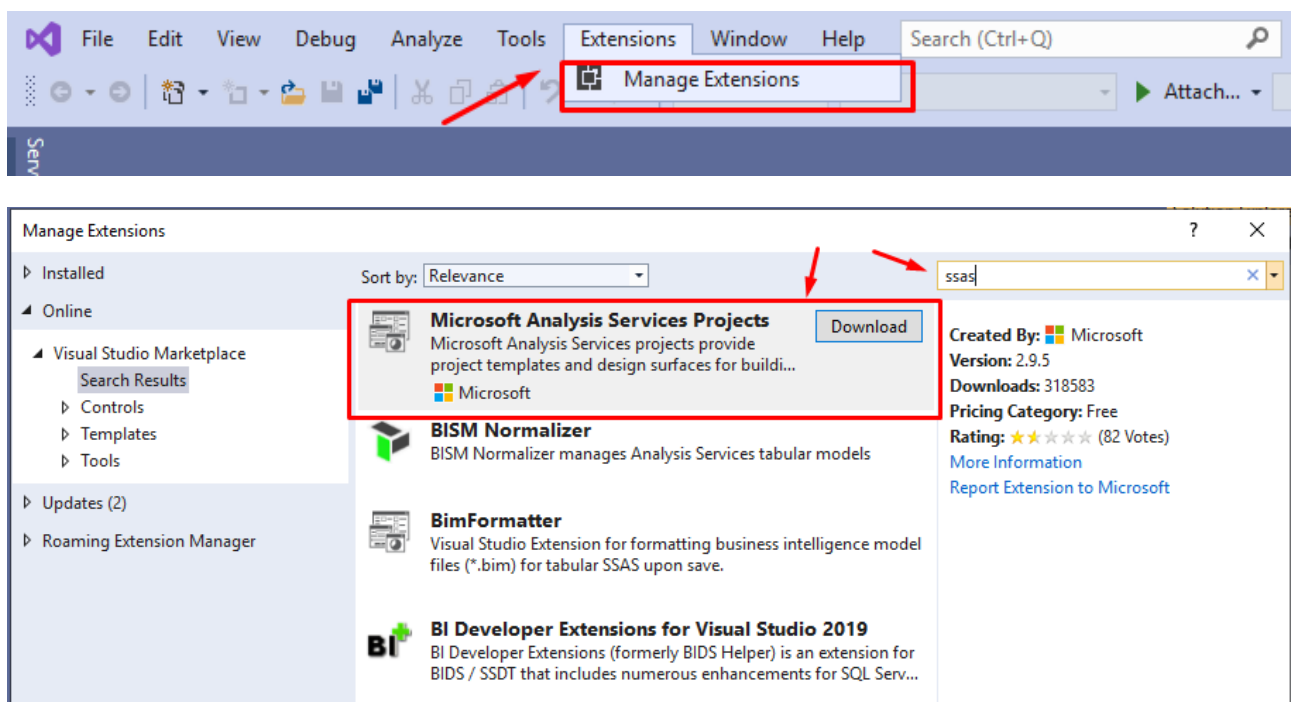 File Edit View Debug Analyze Tools Extensions Window Help Search (Ctrl+Q)
Manage Extensions
Attach...
Serv
Manage Extensions ?
Installed
Sort by: Relevance
ssas
Online
Visual Studio Marketplace
Search Results
Controls
Templates
Tools
Updates (2)
Roaming Extension Manager
Microsoft Analysis Services Projects
Download
Microsoft Analysis Services projects provide
project templates and design surfaces for buildi...
Microsoft
BISM Normalizer
BISM Normalizer manages Analysis Services tabular models
BimFormatter
Visual Studio Extension for formatting business intelligence model
files (*.bim) for tabular SSAS upon save.
BI
BI Developer Extensions for Visual Studio 2019
BI Developer Extensions (formerly BIDS Helper) is an extension for
BIDS / SSDT that includes numerous enhancements for SQL Serv...
Created By: Microsoft
Version: 2.9.5
Downloads: 318583
Pricing Category: Free
Rating: (82 Votes)
More Information
Report Extension to Microsoft